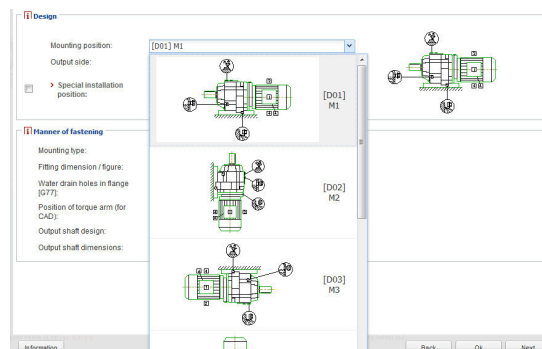 Design
Mounting position:
[D01] M1
Output side:
> Special installation
position:
[D01]
M1
Manner of fastening
Mounting type:
Fitting dimension / figure:
Water drain holes in flange
[G77]:
Position of torque arm (for
CAD):
Output shaft design:
Output shaft dimensions:
[D02]
M2
[D03]
M3
Information
Back
Ok
Next